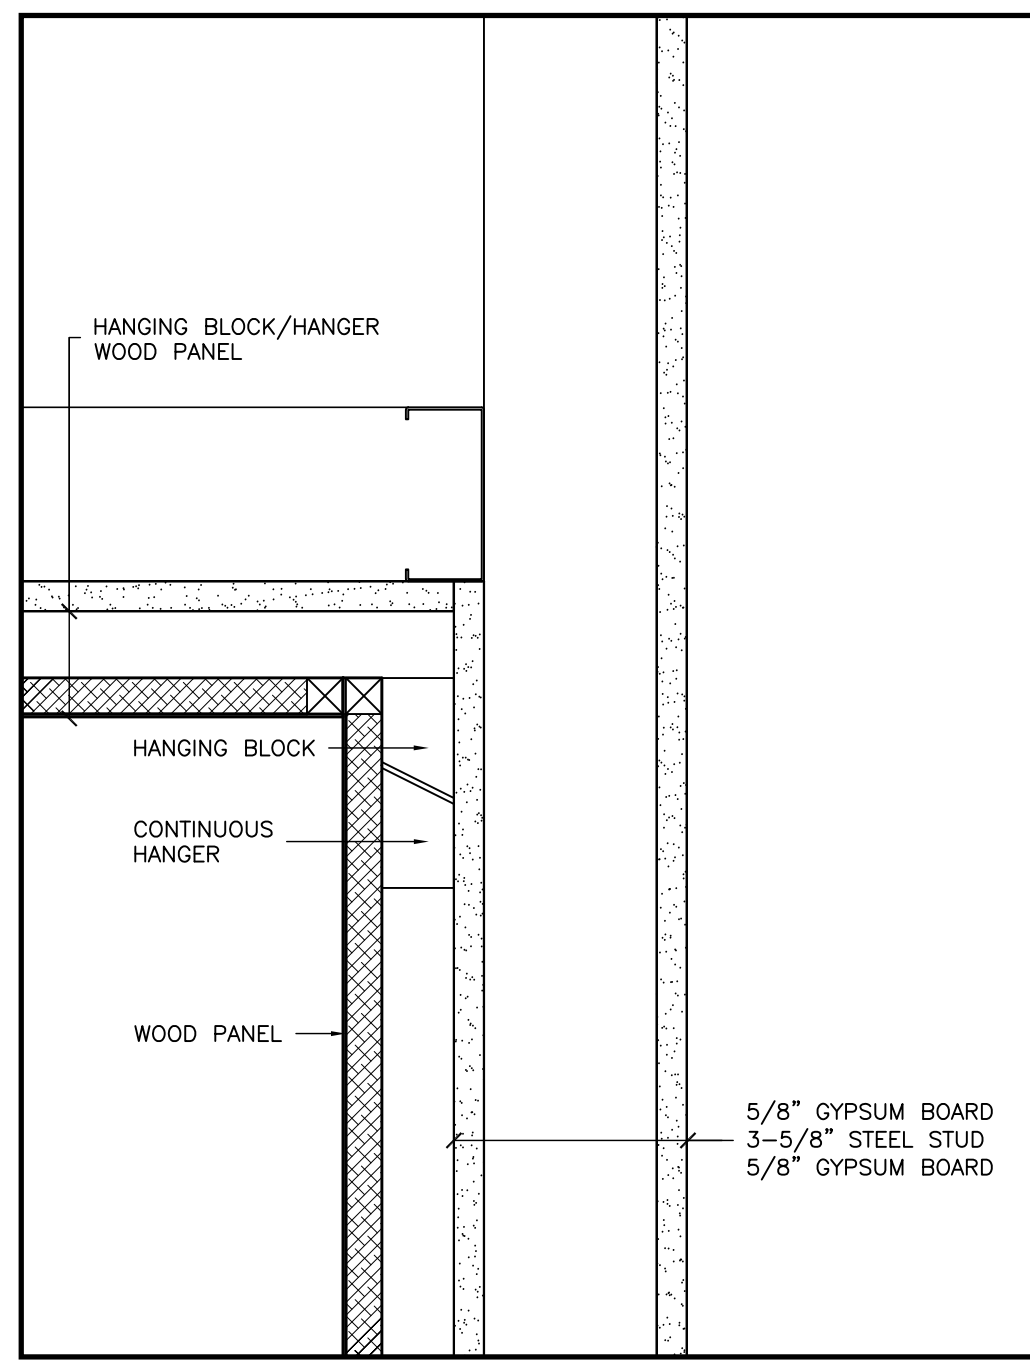 HANGING BLOCK/HANGER
WOOD PANEL
HANGING BLOCK
CONTINUOUS
HANGER
WOOD PANEL
5/8” GYPSUM BOARD
3-5/8” STEEL STUD
5/8” GYPSUM BOARD